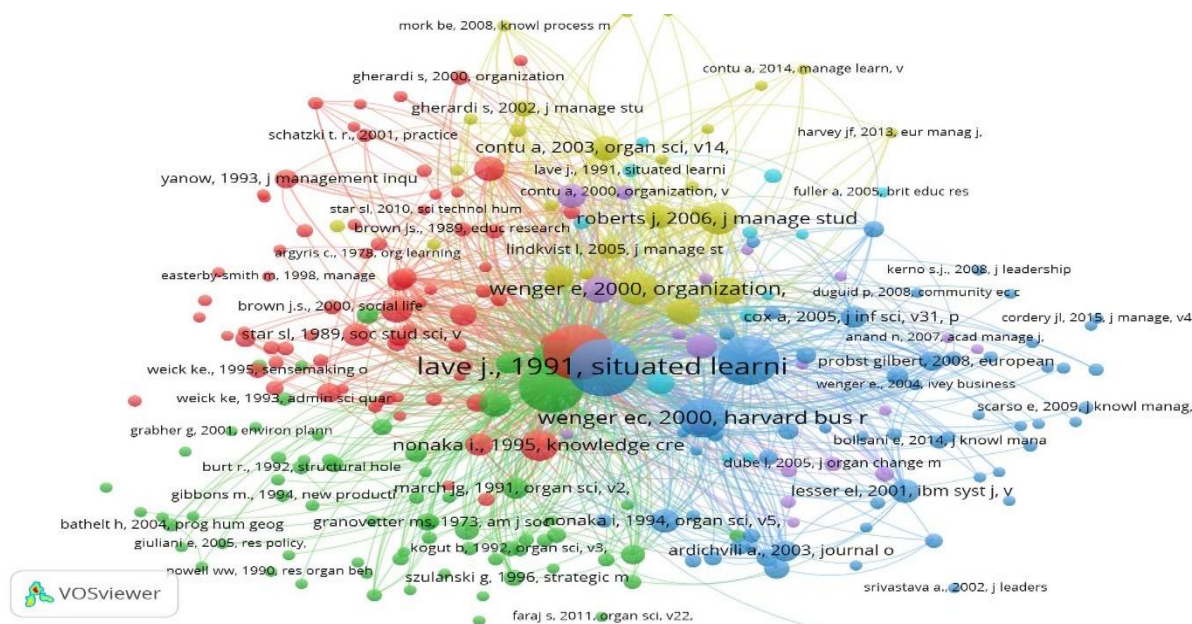 mork be, 2008, knowl process m
gherardi s, 2000, organization
contu a, 2014, manage learn, v
gherardi s, 2002, j manage stu
schatzki t. r., 2001, practice
harvey jf, 2013, eur manag j,
contu a, 2003, organ sci, v14,
lave j., 1991, situated learni
yanow, 1993, j management inqu
contu a, 2000, organization, v
fuller a, 2005, brit educ res
star sl, 2010, sci technol hum
roberts j, 2006, j manage stud
brown js., 1989, educ research
lindkvist l, 2005, j manage st
argyris c., 1978, org learning
easterby-smith m, 1998, manage
kerno s.j., 2008, j leadership
wenger e, 2000, organization,
duguid p, 2008, community ec c
brown j.s., 2000, social life
cox a, 2005, j inf sci, v31, p
cordery jl, 2015, j manage, v4
star sl, 1989, soc stud sci, v
anand n, 2007, acad manage j.
lave j., 1991, situated learni
probst gilbert, 2008, european
weick ke., 1995, sensemaking o
wenger e., 2004, ivey business
weick ke, 1993, admin sci quar
wenger ec, 2000, harvard bus r
scarso e, 2009, j knowl manag,
grabher g, 2001, environ plann
nonaka i., 1995, knowledge cre
bolisani e, 2014, j knowl mana
burt r., 1992, structural hole
dube l, 2005, j organ change m
gibbons m., 1994, new producti
march jg, 1991, organ sci, v2,
lesser el, 2001, ibm syst j, v
bathelt h, 2004, prog hum geog
granovetter ms, 1973, am j soc
nonaka i, 1994, organ sci, v5,
giuliani e, 2005, res policy,
kogut b, 1992, organ sci, v3,
ardichvili a., 2003, journal o
powell ww, 1990, res organ beh
szulanski g, 1996, strategic m
srivastava a., 2002, j leaders
VOSviewer
faraj s, 2011, organ sci, v22,